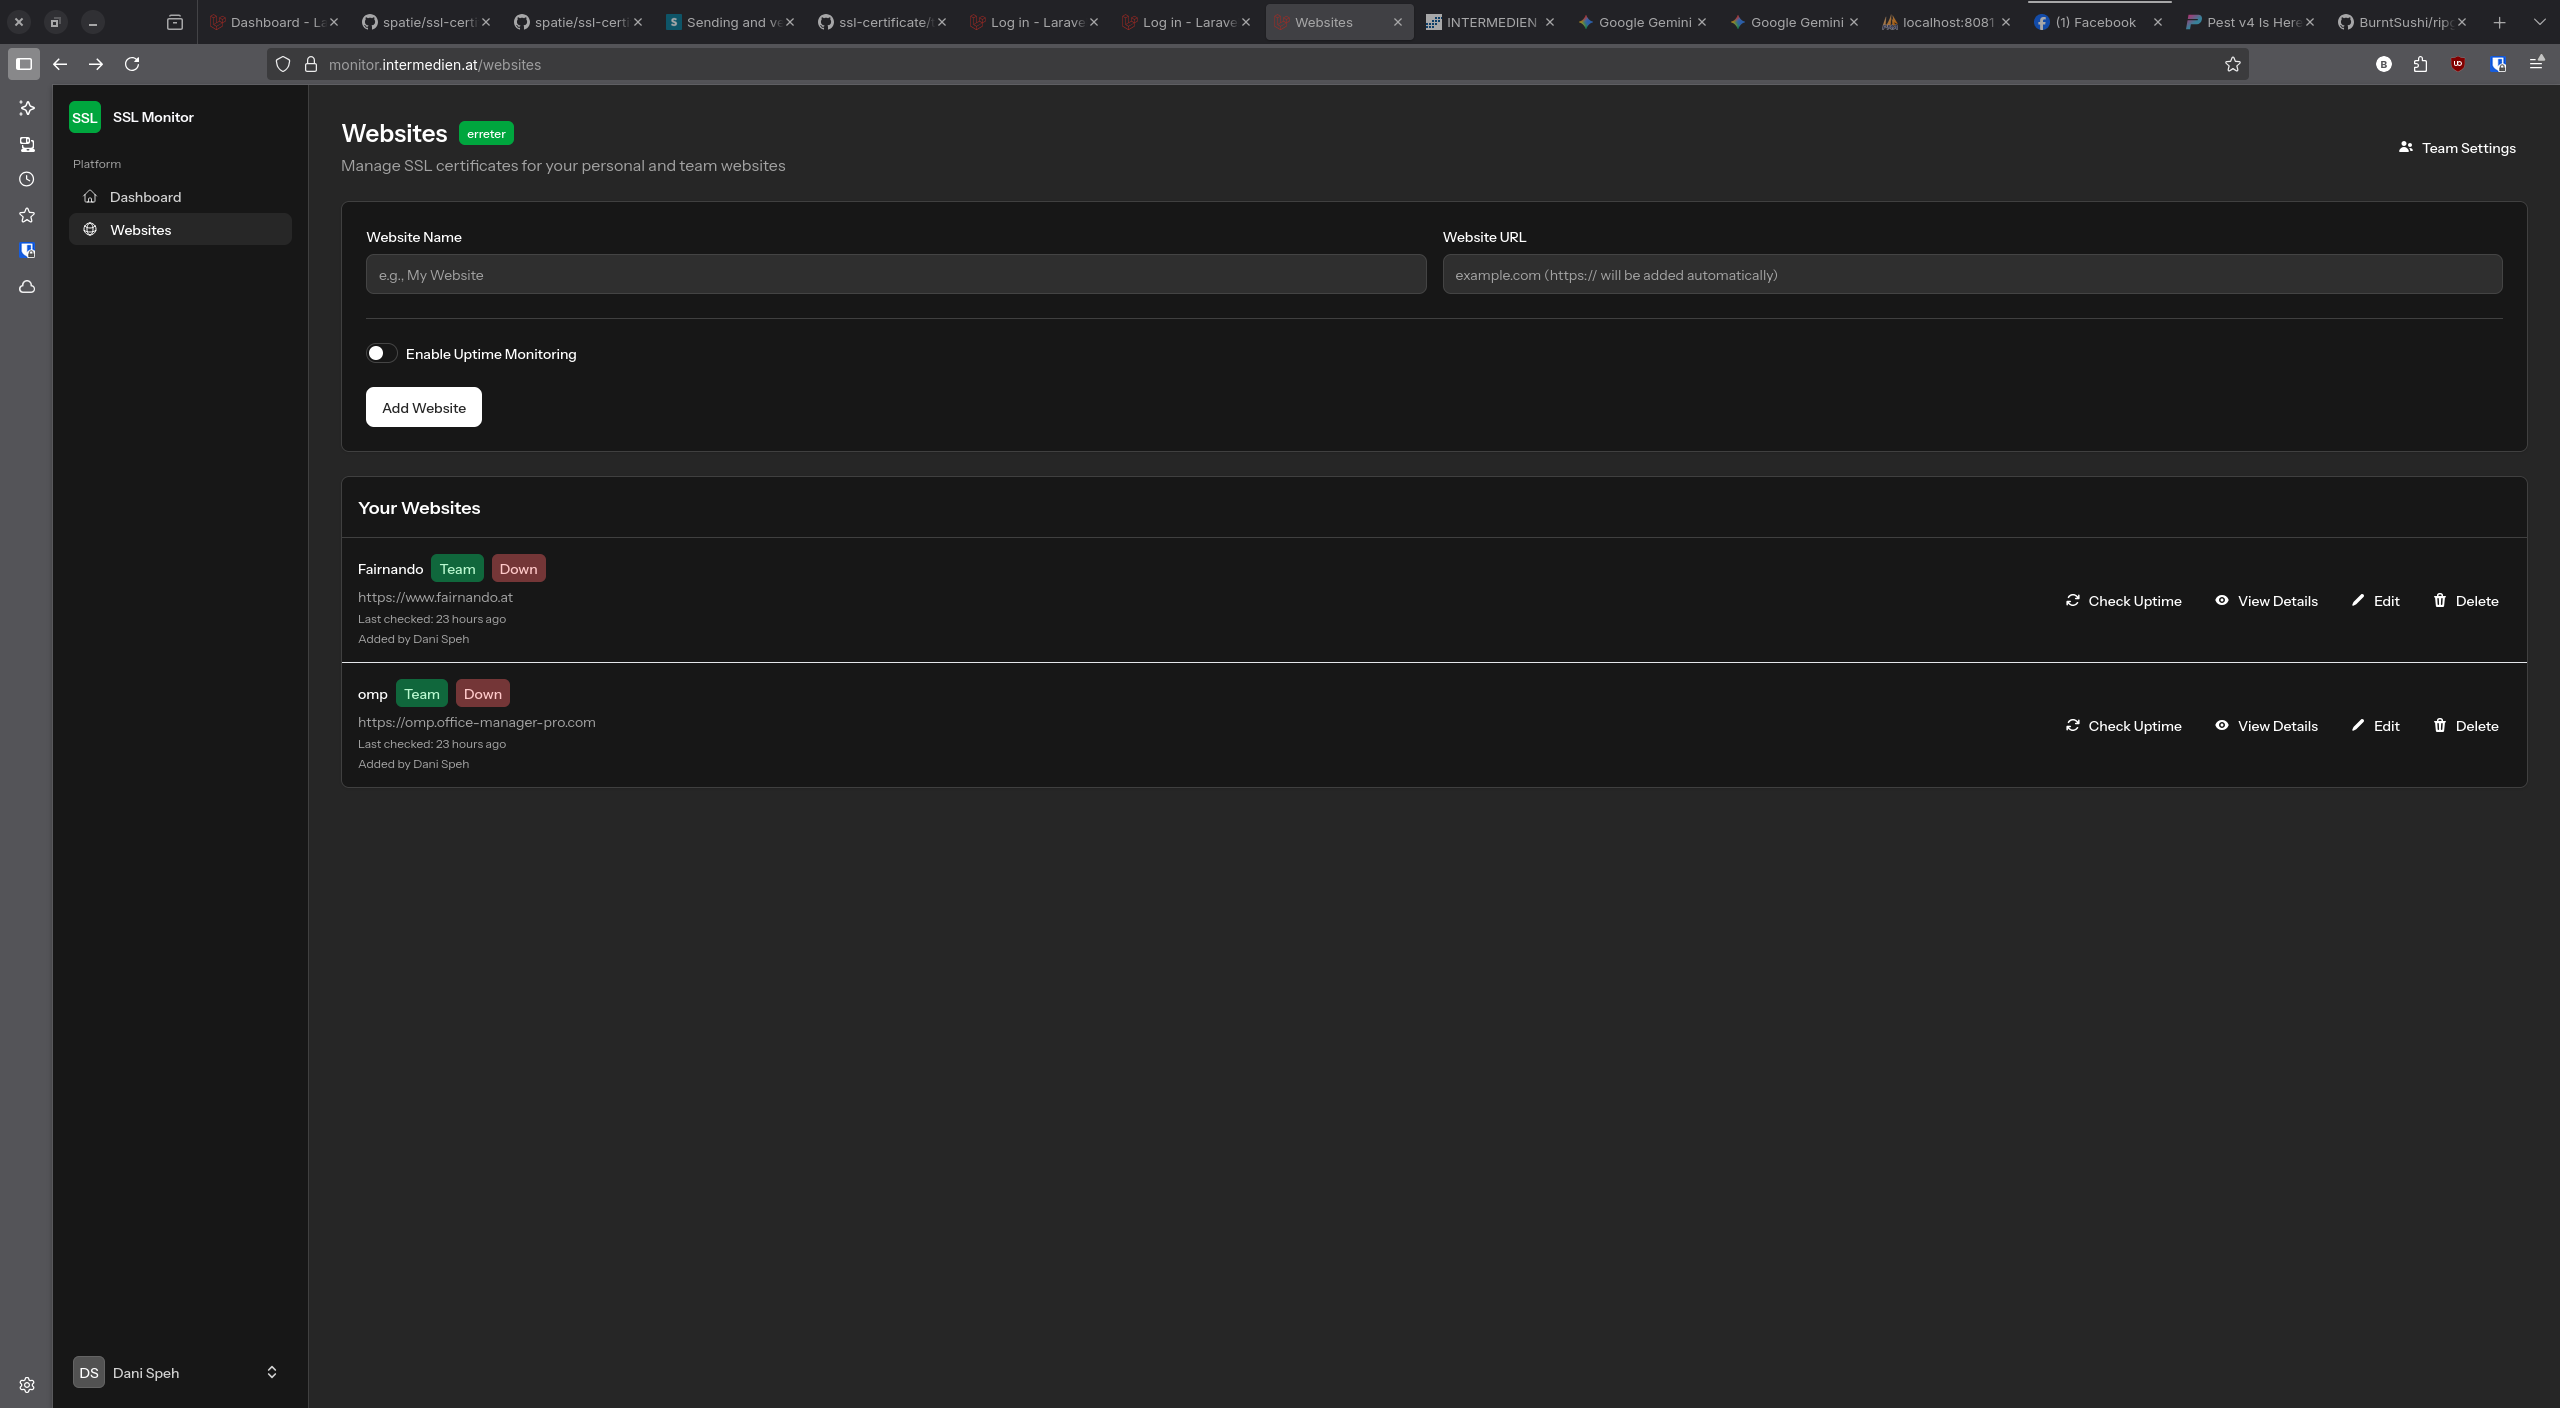 Dashboard - La
spatie/ssl-certi
spatie/ssl-certi
S
Sending and ve
ssl-certificate/
Log in - Larave
Log in - Larave
Websites
INTERMEDIEN
Google Gemini
Google Gemini
localhost:8081
(1) Facebook
Pest v4 Is Here
BurntSushi/rip
monitor.intermedien.at/websites
B
SSL
SSL Monitor
Platform
Dashboard
Websites
Websites
erreter
Manage SSL certificates for your personal and team websites
Team Settings
Website Name
Website URL
e.g., My Website
example.com (https:// will be added automatically)
Enable Uptime Monitoring
Add Website
Your Websites
Fairnando Team Down
https://www.fairnando.at
Last checked: 23 hours ago
Added by Dani Speh
Check Uptime View Details Edit Delete
omp Team Down
https://omp.office-manager-pro.com
Last checked: 23 hours ago
Added by Dani Speh
Check Uptime View Details Edit Delete
DS Dani Speh